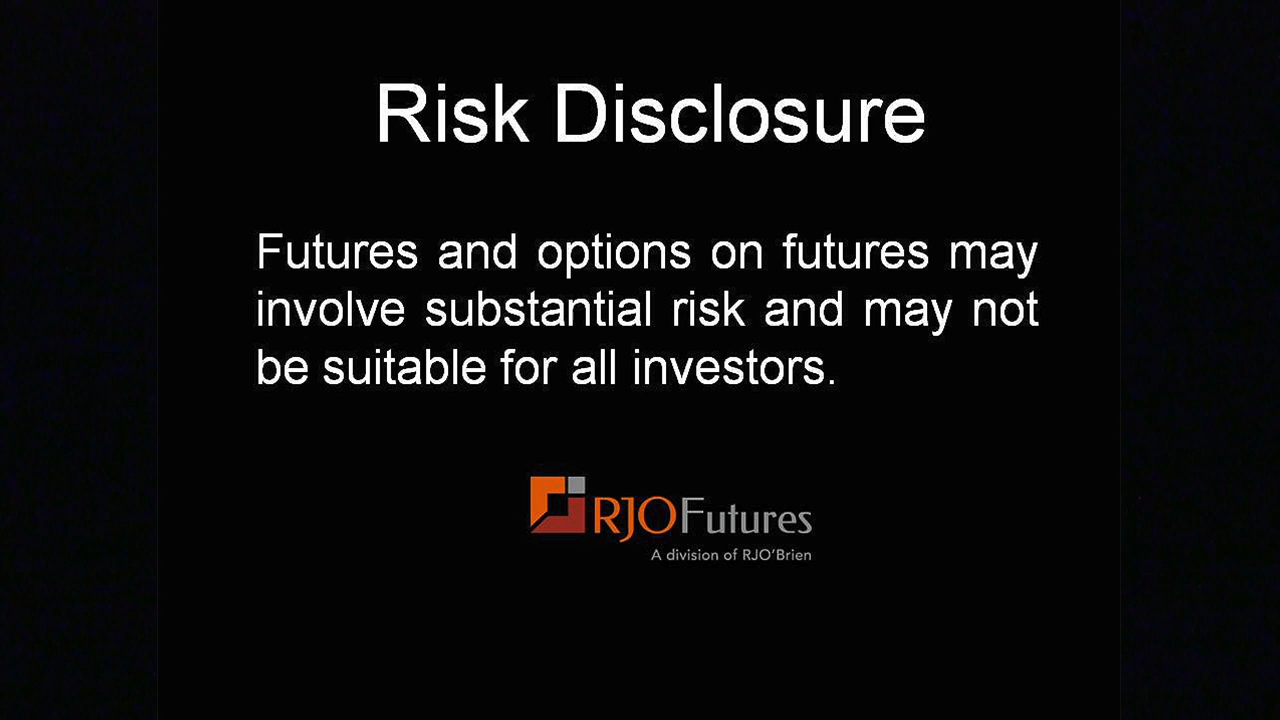 Risk Disclosure
Futures and options on futures may
involve substantial risk and may not
be suitable for all investors.
RJOFutures
A division of RJO'Brien